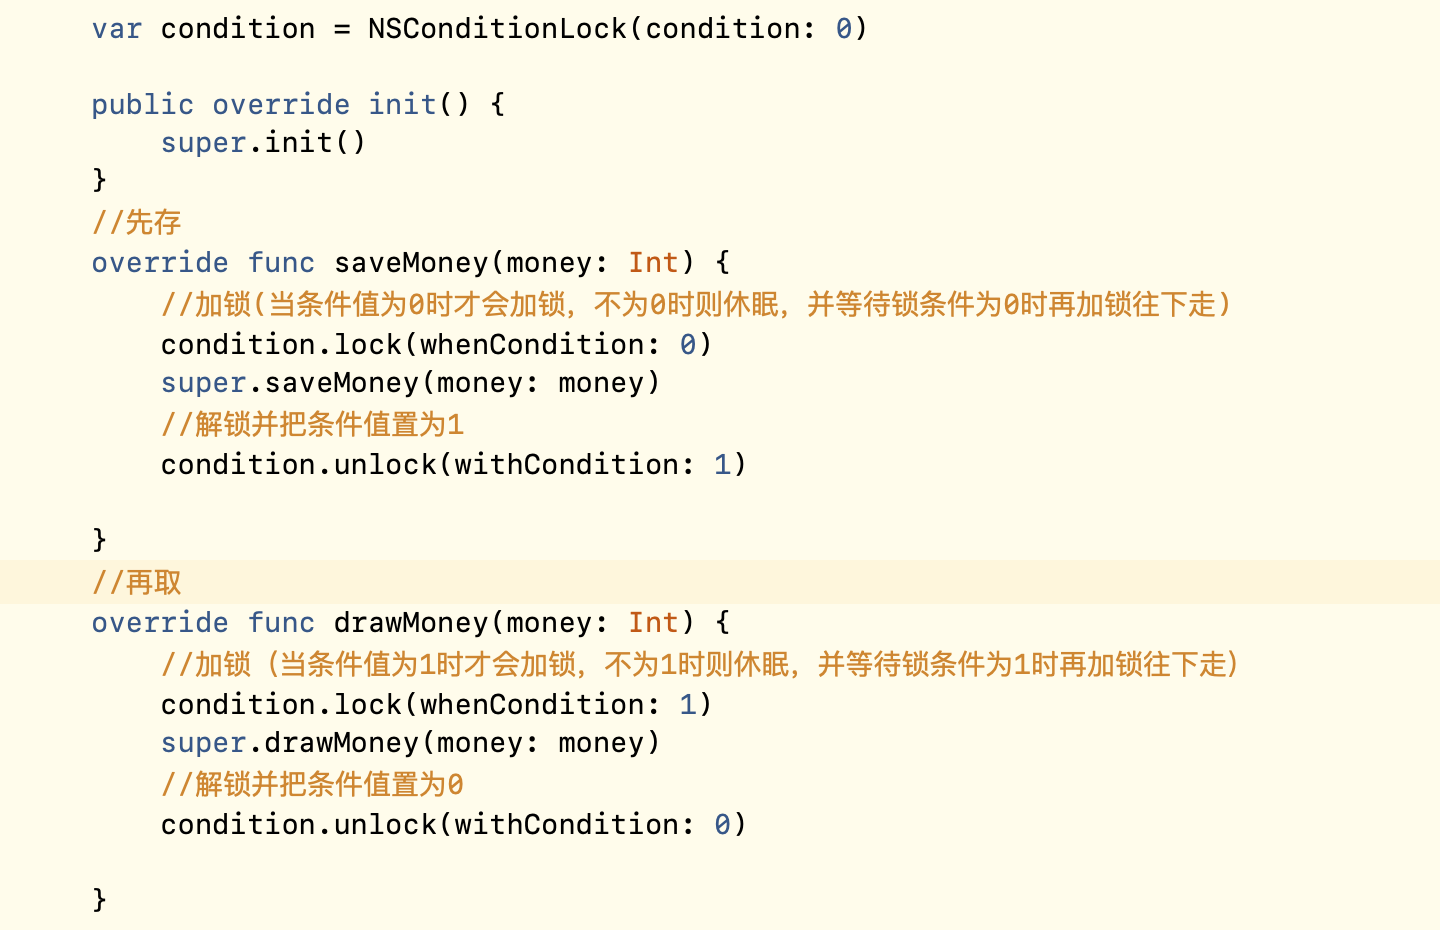 var condition = NSConditionLock(condition: 0)
public override init() {
super.init()
}
//先存
override func saveMoney(money: Int) {
//加锁(当条件值为0时才会加锁，不为0时则休眠，并等待锁条件为0时再加锁往下走)
condition.lock(whenCondition: 0)
super.saveMoney(money: money)
//解锁并把条件值置为1
condition.unlock(withCondition: 1)
}
//再取
override func drawMoney(money: Int) {
//加锁（当条件值为1时才会加锁，不为1时则休眠，并等待锁条件为1时再加锁往下走）
condition.lock(whenCondition: 1)
super.drawMoney(money: money)
//解锁并把条件值置为0
condition.unlock(withCondition: 0)
}